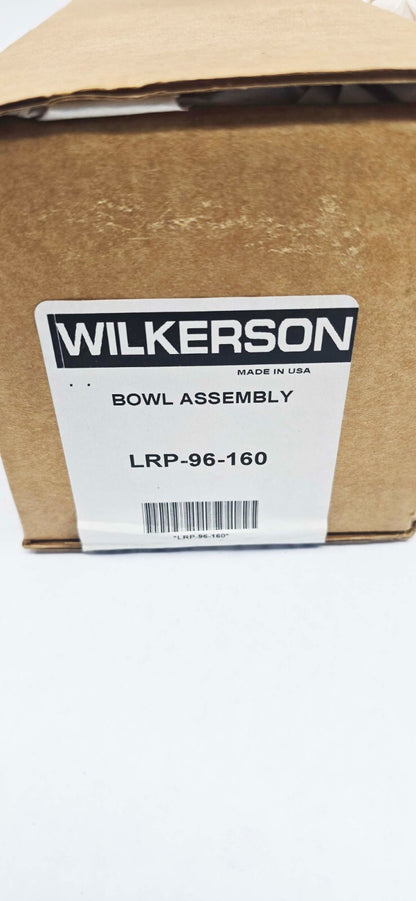 WILKERSON
MADE IN USA
BOWL ASSEMBLY
LRP-96-160
"LRP-96-160"